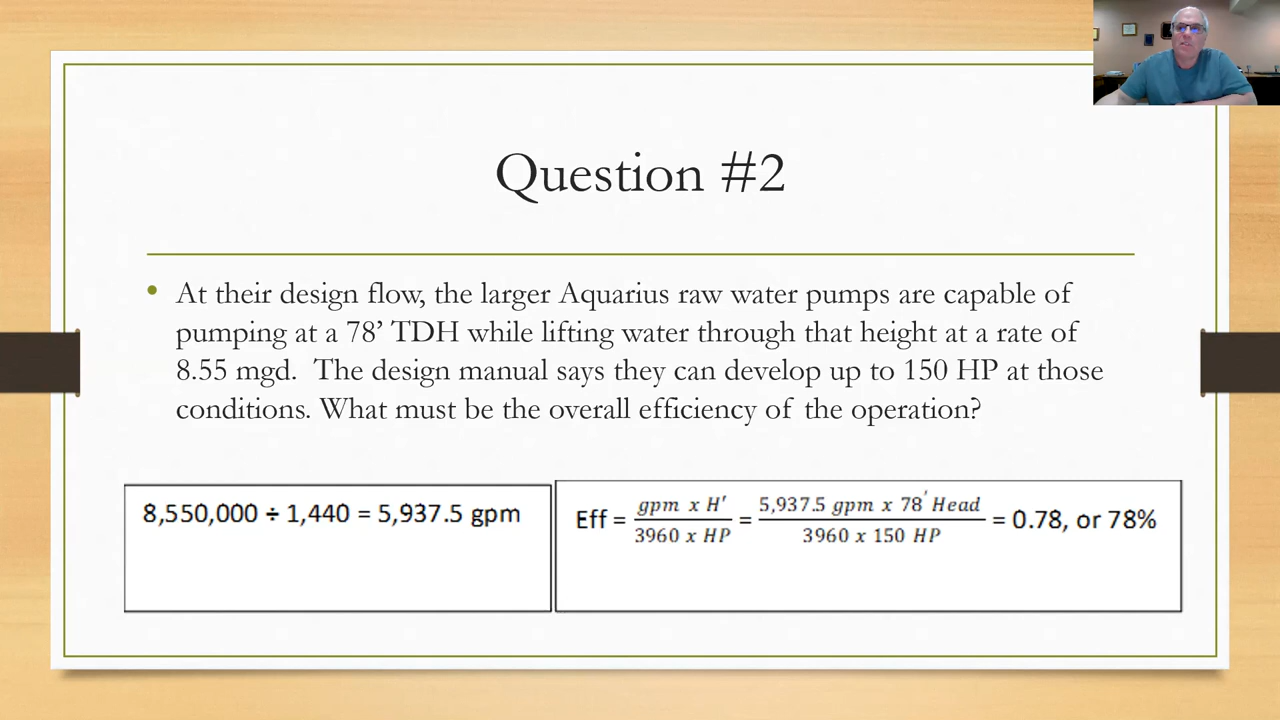 Question #2
• At their design flow, the larger Aquarius raw water pumps are capable of
pumping at a 78’ TDH while lifting water through that height at a rate of
8.55 mgd.  The design manual says they can develop up to 150 HP at those
conditions. What must be the overall efficiency of the operation?
8,550,000 ÷ 1,440 = 5,937.5 gpm
Eff = gpm x H′ / 3960 x HP = 5,937.5 gpm x 78′ Head / 3960 x 150 HP = 0.78, or 78%